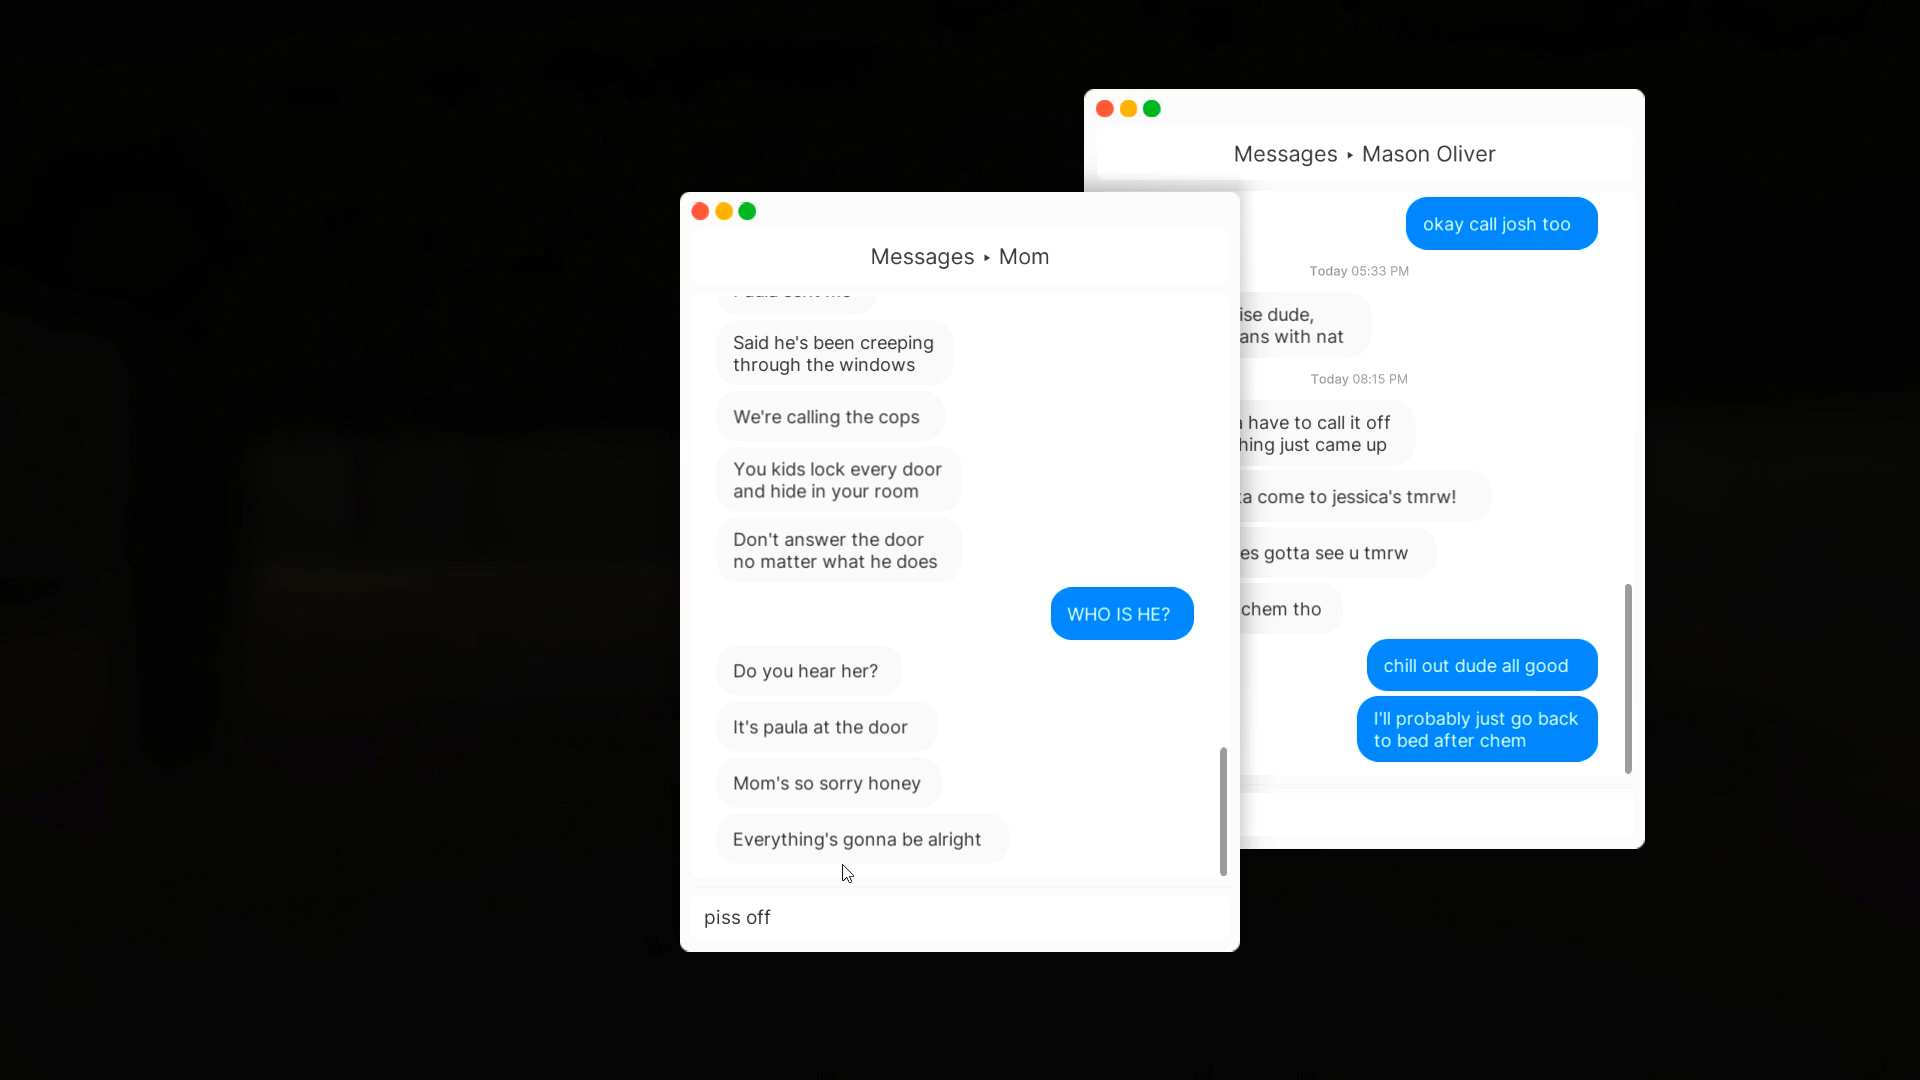 Messages ‣ Mason Oliver
okay call josh too
Today 05:33 PM
dude,
with nat
Today 08:15 PM
have to call it off
just came up
come to jessica's tmrw!
gotta see u tmrw
chem tho
chill out dude all good
I'll probably just go back
to bed after chem
Messages ‣ Mom
Said he's been creeping
through the windows
We're calling the cops
You kids lock every door
and hide in your room
Don't answer the door
no matter what he does
WHO IS HE?
Do you hear her?
It's paula at the door
Mom's so sorry honey
Everything's gonna be alright
piss off